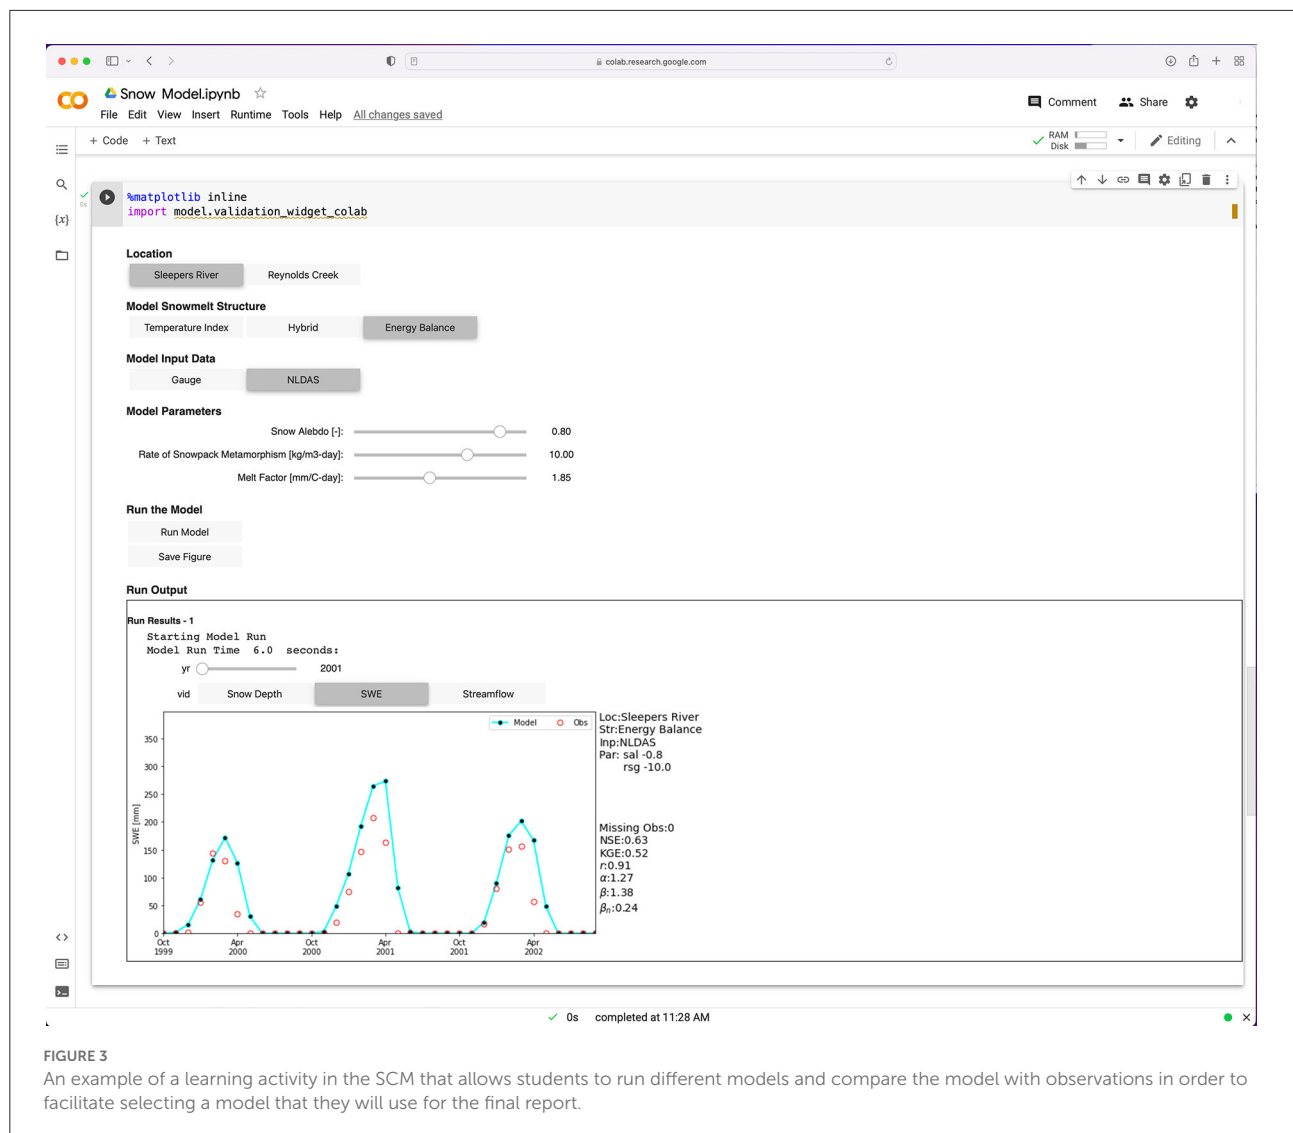 colab.research.google.com
Snow Model.ipynb
File Edit View Insert Runtime Tools Help All changes saved
Comment Share
+ Code + Text
RAM
Disk
Editing
{x}
0s
%matplotlib inline
import model.validation_widget_colab
Location
Sleepers River Reynolds Creek
Model Snowmelt Structure
Temperature Index Hybrid Energy Balance
Model Input Data
Gauge NLDAS
Model Parameters
Snow Alebdo [-]: 0.80
Rate of Snowpack Metamorphism [kg/m3-day]: 10.00
Melt Factor [mm/C-day]: 1.85
Run the Model
Run Model
Save Figure
Run Output
Run Results - 1
Starting Model Run
Model Run Time 6.0 seconds:
yr 2001
vid Snow Depth SWE Streamflow
Model Obs
SWE [mm]
350
300
250
200
150
100
50
0
Oct Apr Oct Apr Oct Apr
1999 2000 2000 2001 2001 2002
Loc:Sleepers River
Str:Energy Balance
Inp:NLDAS
Par: sal -0.8
rsg -10.0
Missing Obs:0
NSE:0.63
KGE:0.52
r:0.91
α:1.27
β:1.38
βn:0.24
0s completed at 11:28 AM
FIGURE 3
An example of a learning activity in the SCM that allows students to run different models and compare the model with observations in order to
facilitate selecting a model that they will use for the final report.